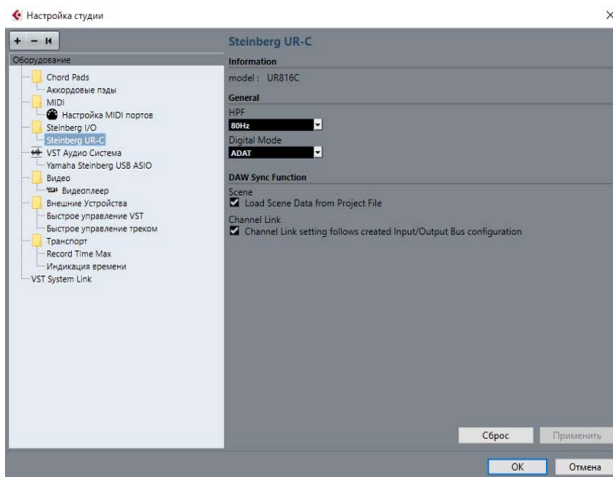 Настройка студии
Оборудование
Chord Pads
Аккордовые пэды
MIDI
Настройка MIDI портов
Steinberg I/O
Steinberg UR-C
VST Аудио Система
Yamaha Steinberg USB ASIO
Видео
Видеоплеер
Внешние Устройства
Быстрое управление VST
Быстрое управление треком
Транспорт
Record Time Max
Индикация времени
VST System Link
Steinberg UR-C
Information
model : UR816C
General
HPF
80Hz
Digital Mode
ADAT
DAW Sync Function
Scene
Load Scene Data from Project File
Channel Link
Channel Link setting follows created Input/Output Bus configuration
Сброс
Применить
OK
Отмена